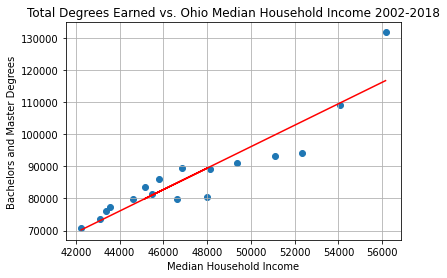 Total Degrees Earned vs. Ohio Median Household Income 2002-2018
Bachelors and Master Degrees
130000
120000
110000
100000
90000
80000
70000
42000 44000 46000 48000 50000 52000 54000 56000
Median Household Income